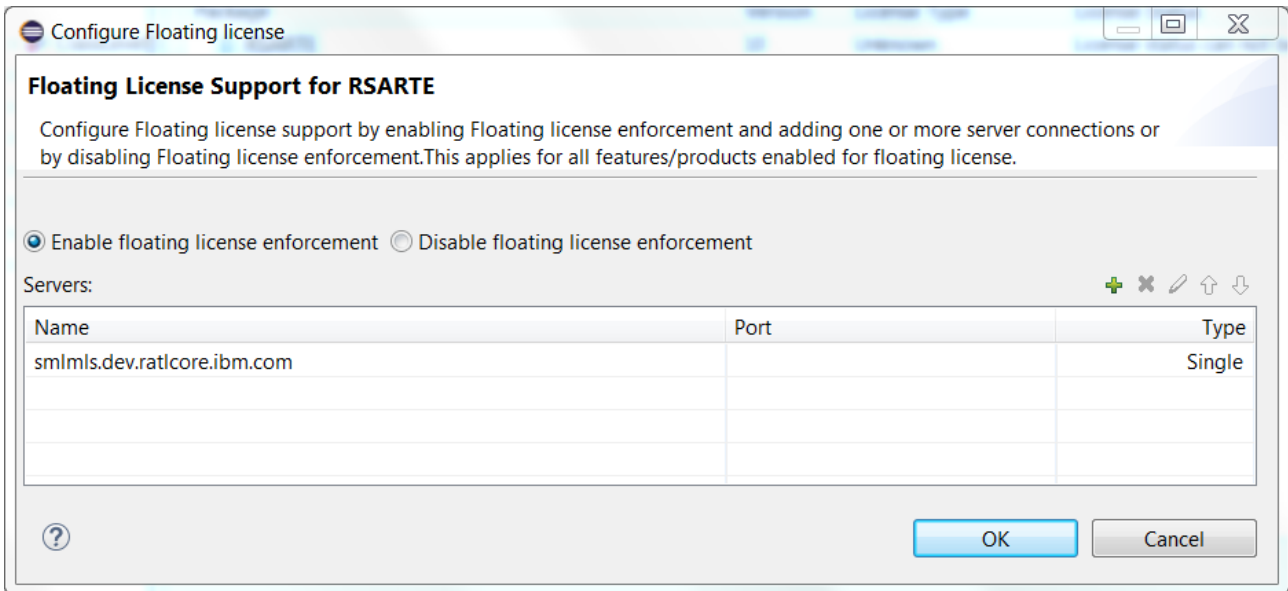 Configure Floating license
Floating License Support for RSARTE
Configure Floating license support by enabling Floating license enforcement and adding one or more server connections or
by disabling Floating license enforcement.This applies for all features/products enabled for floating license.
Enable floating license enforcement Disable floating license enforcement
Servers:
Name Port Type
smlmls.dev.ratlcore.ibm.com Single
OK Cancel